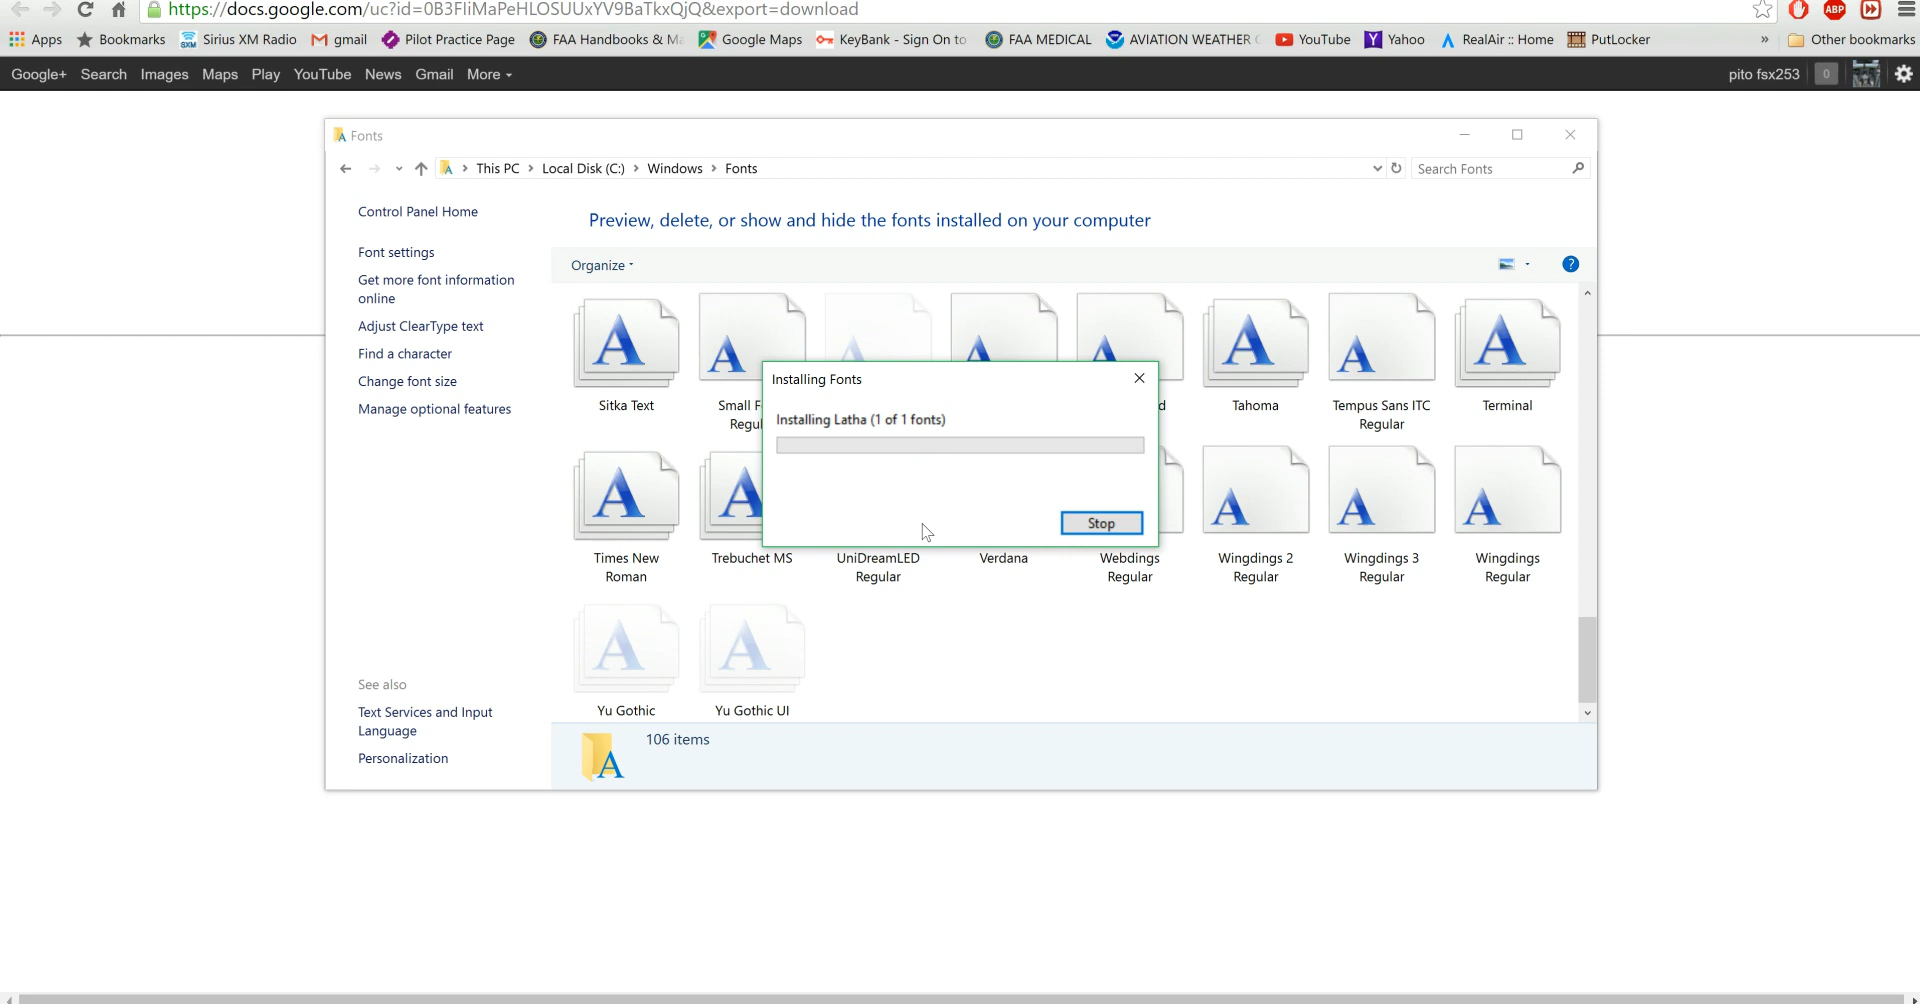 https://docs.google.com/uc?id=0B3FIiMaPeHLOSUUxYV9BaTkxQjQ&export=download
ABP
Apps Bookmarks Sirius XM Radio gmail Pilot Practice Page FAA Handbooks & Ma Google Maps KeyBank - Sign On to FAA MEDICAL AVIATION WEATHER YouTube Yahoo RealAir :: Home PutLocker » Other bookmarks
Google+ Search Images Maps Play YouTube News Gmail More pito fsx253 0
Fonts
This PC > Local Disk (C:) > Windows > Fonts
Search Fonts
Control Panel Home
Preview, delete, or show and hide the fonts installed on your computer
Font settings
Get more font information
online
Adjust ClearType text
Find a character
Change font size
Manage optional features
Organize
?
Sitka Text
Small F
Regul
d
Tahoma
Tempus Sans ITC
Regular
Terminal
Installing Fonts
Installing Latha (1 of 1 fonts)
Stop
Times New
Roman
Trebuchet MS
UniDreamLED
Regular
Verdana
Webdings
Regular
Wingdings 2
Regular
Wingdings 3
Regular
Wingdings
Regular
Yu Gothic
Yu Gothic UI
See also
Text Services and Input
Language
Personalization
106 items